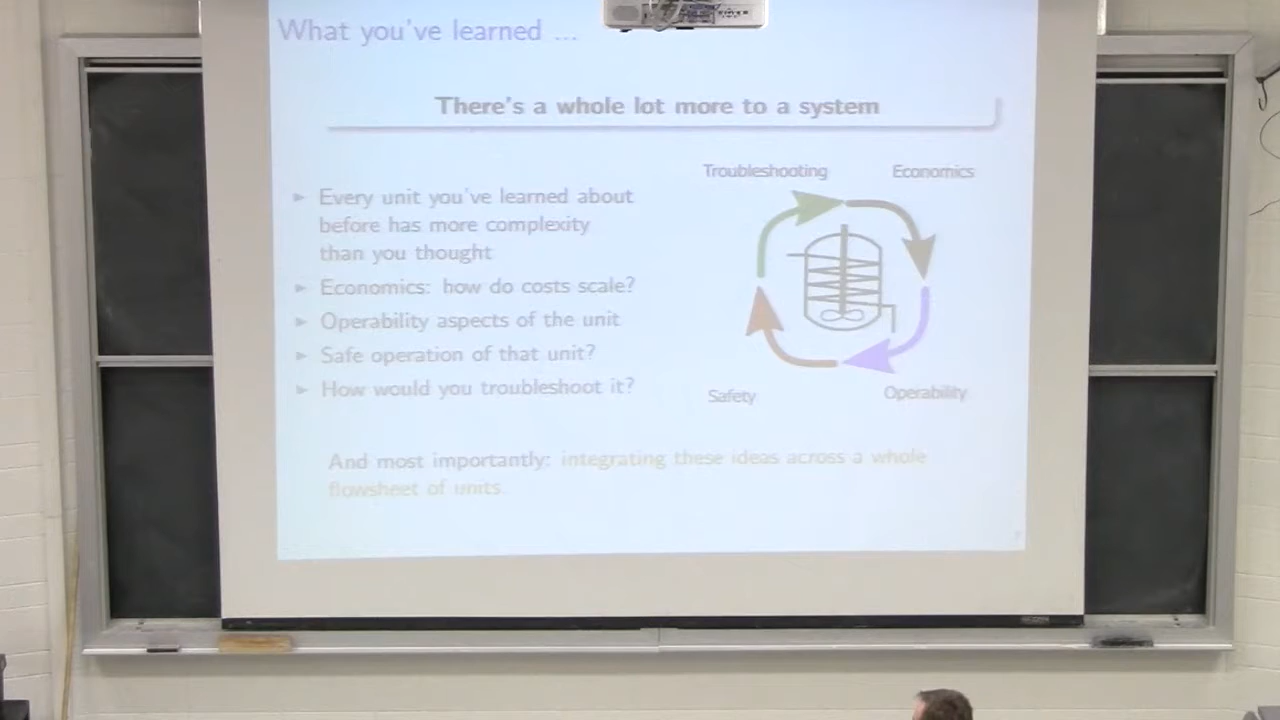 What you've learned ...
There's a whole lot more to a system
Troubleshooting
Economics
► Every unit you've learned about
before has more complexity
than you thought
► Economics: how do costs scale?
► Operability aspects of the unit
► Safe operation of that unit?
► How would you troubleshoot it?
Safety
Operability
And most importantly: integrating these ideas across a whole
flowsheet of units